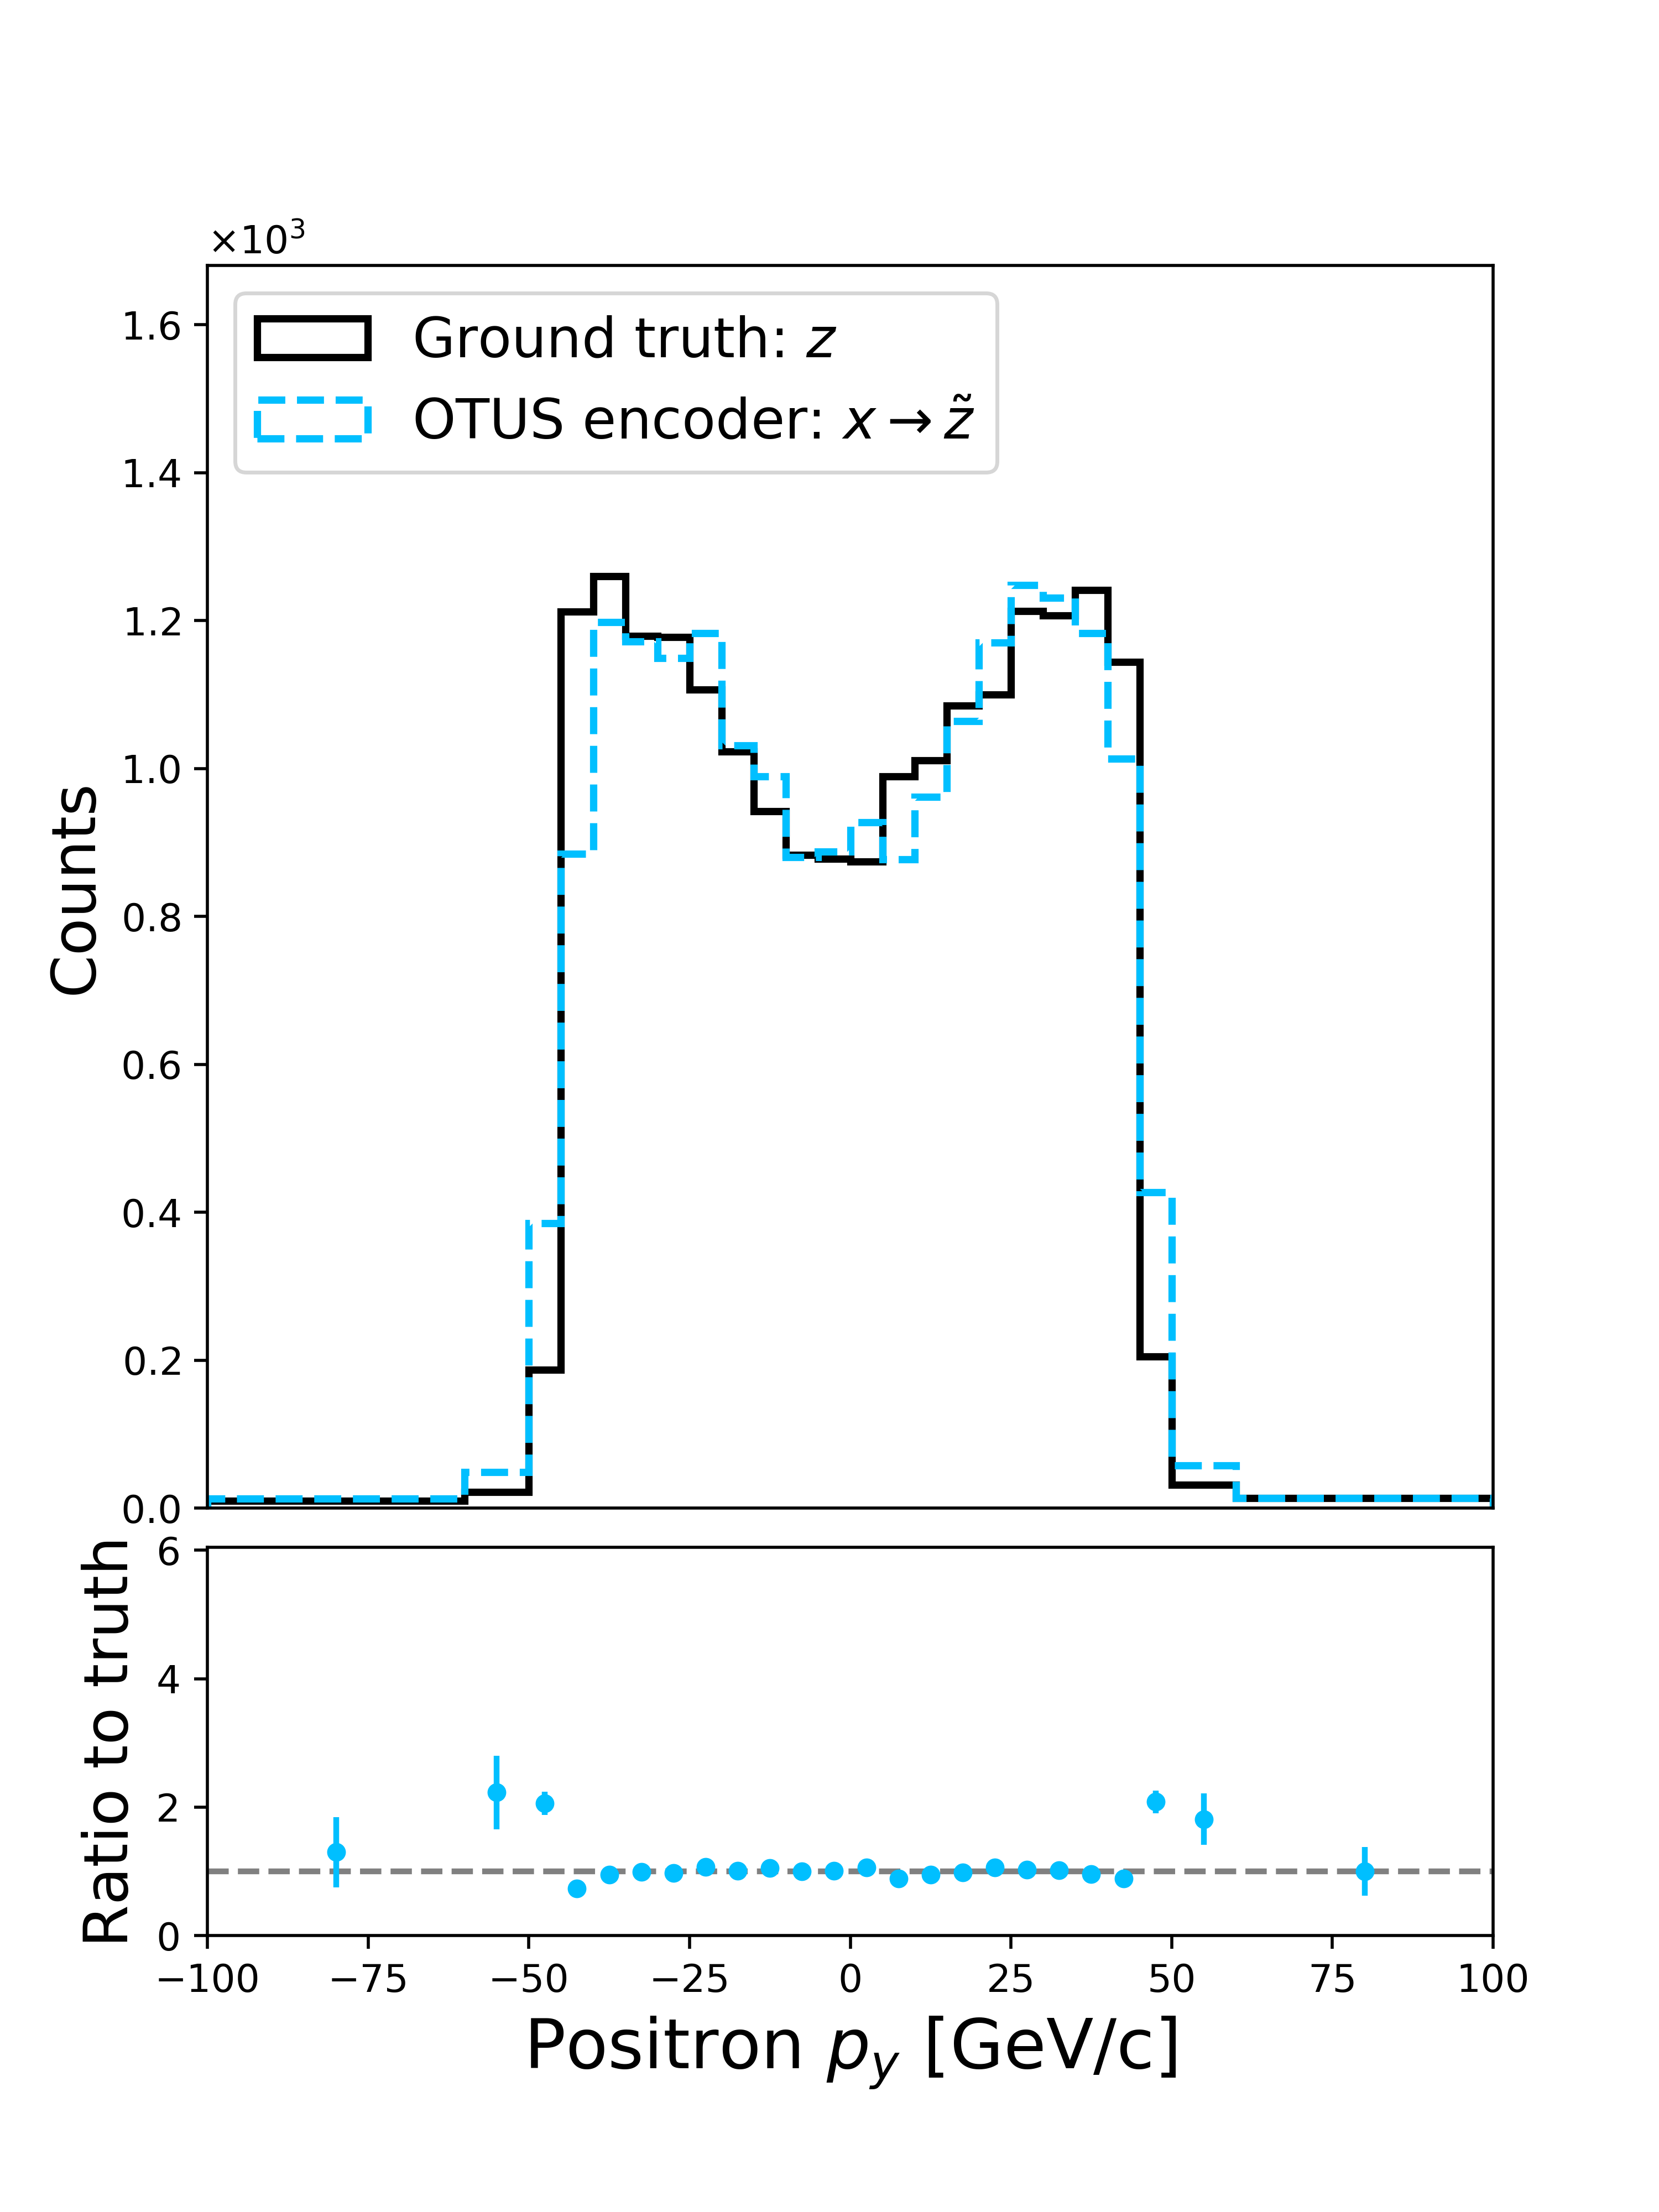 ×10³
1.6
1.4
1.2
1.0
0.8
0.6
0.4
0.2
0.0
Counts
Ground truth: z
OTUS encoder: x → z̃
6
4
2
0
Ratio to truth
−100 −75 −50 −25 0 25 50 75 100
Positron p_y [GeV/c]